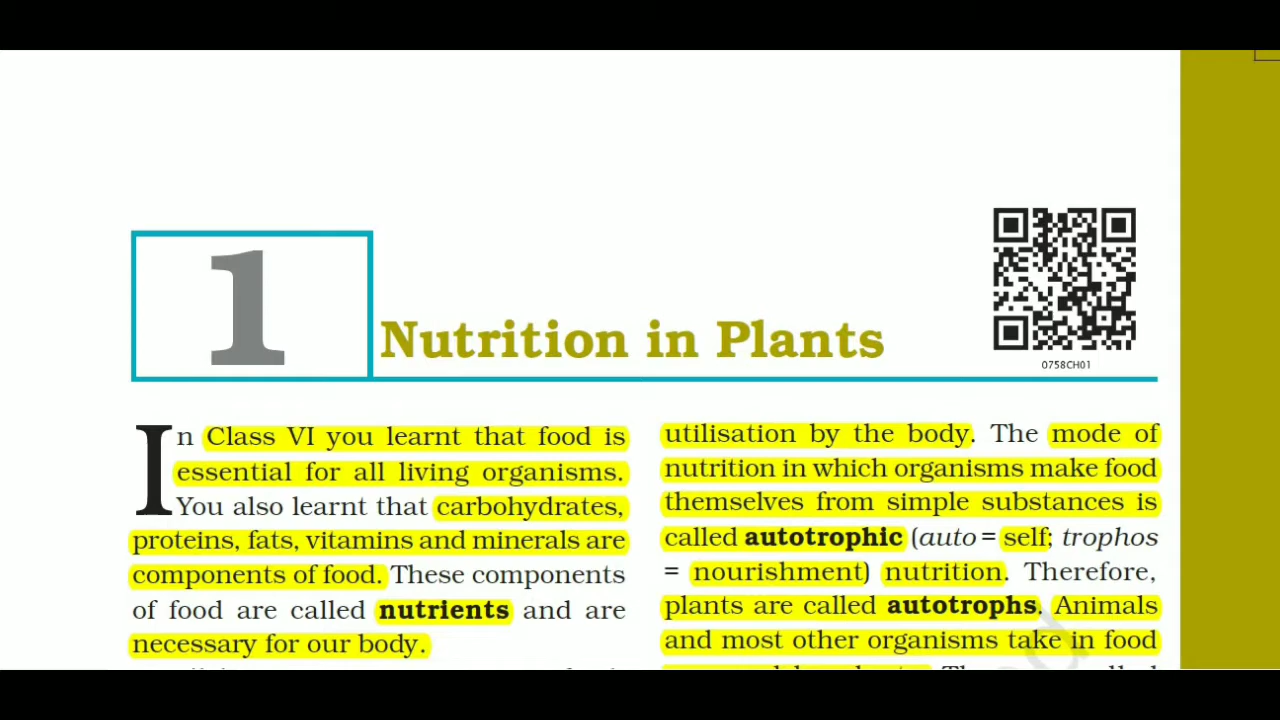 1
Nutrition in Plants
0758CH01
In Class VI you learnt that food is
essential for all living organisms.
You also learnt that carbohydrates,
proteins, fats, vitamins and minerals are
components of food. These components
of food are called nutrients and are
necessary for our body.
utilisation by the body. The mode of
nutrition in which organisms make food
themselves from simple substances is
called autotrophic (auto = self; trophos
= nourishment) nutrition. Therefore,
plants are called autotrophs. Animals
and most other organisms take in food